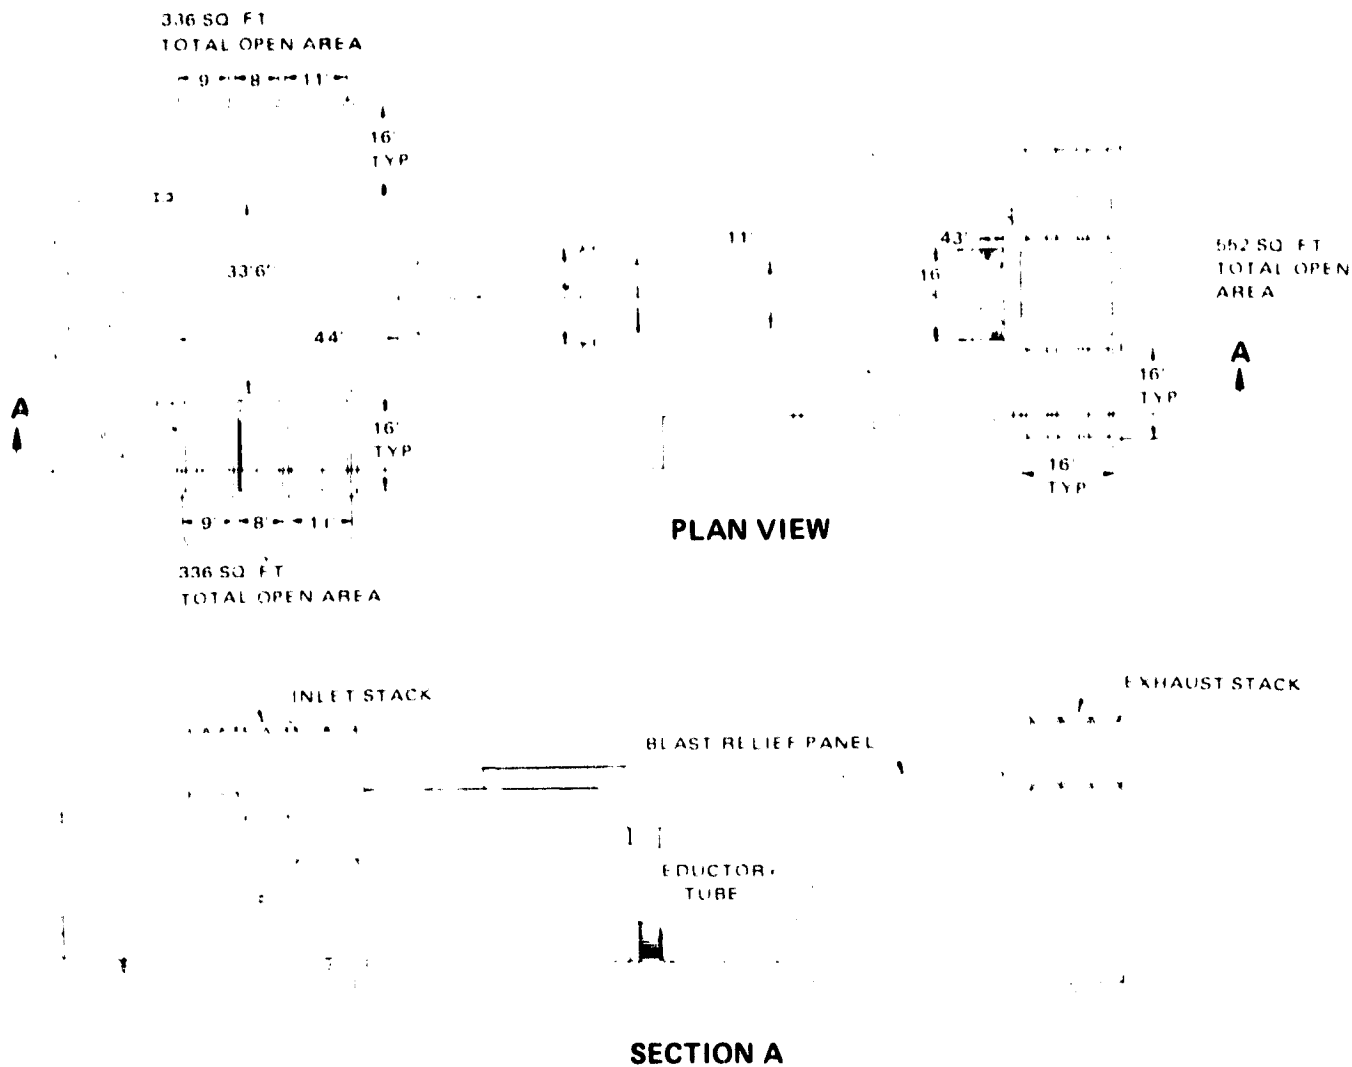 336 SQ FT
TOTAL OPEN AREA
9 8 11'
16'
TYP
33'6"
44'
11'
43'
16
552 SQ FT
TOTAL OPEN
AREA
A
A
16'
TYP
16'
TYP
16'
TYP
9' 8' 11'
PLAN VIEW
336 SQ FT
TOTAL OPEN AREA
INLET STACK
EXHAUST STACK
BLAST RELIEF PANEL
EDUCTOR
TUBE
SECTION A